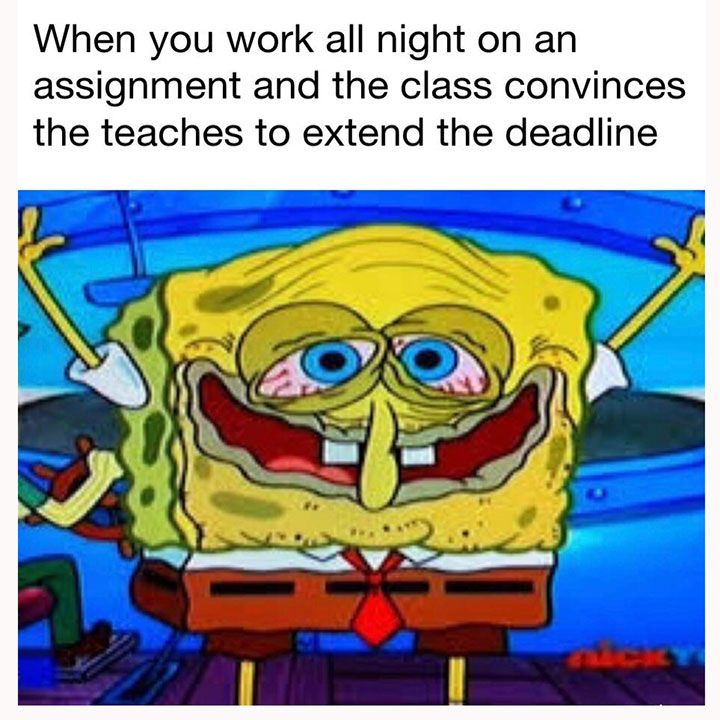 When you work all night on an
assignment and the class convinces
the teaches to extend the deadline